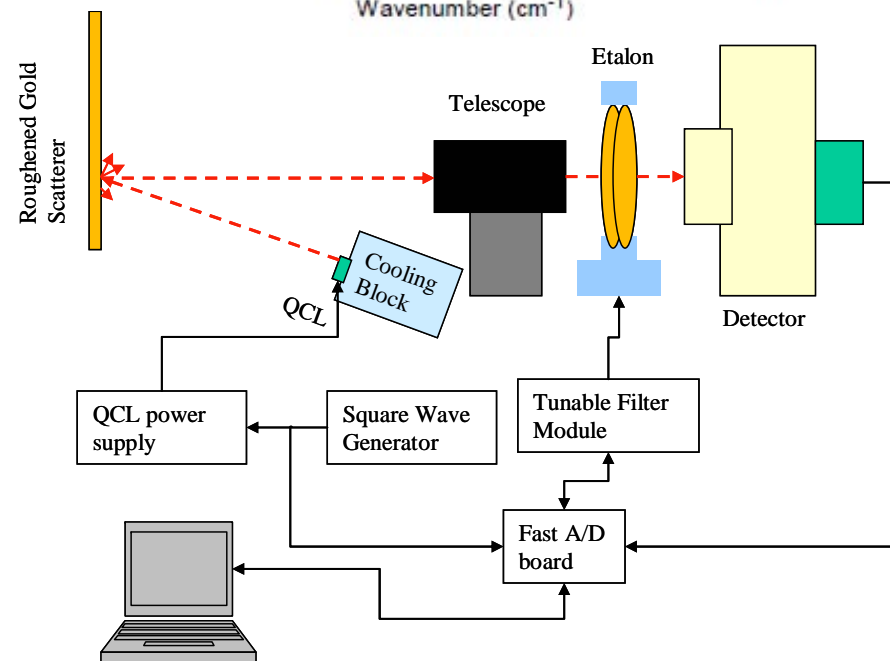 Wavenumber (cm-1)
Etalon
Telescope
Roughened Gold
Scatterer
Cooling
Block
QCL
Detector
QCL power
supply
Square Wave
Generator
Tunable Filter
Module
Fast A/D
board